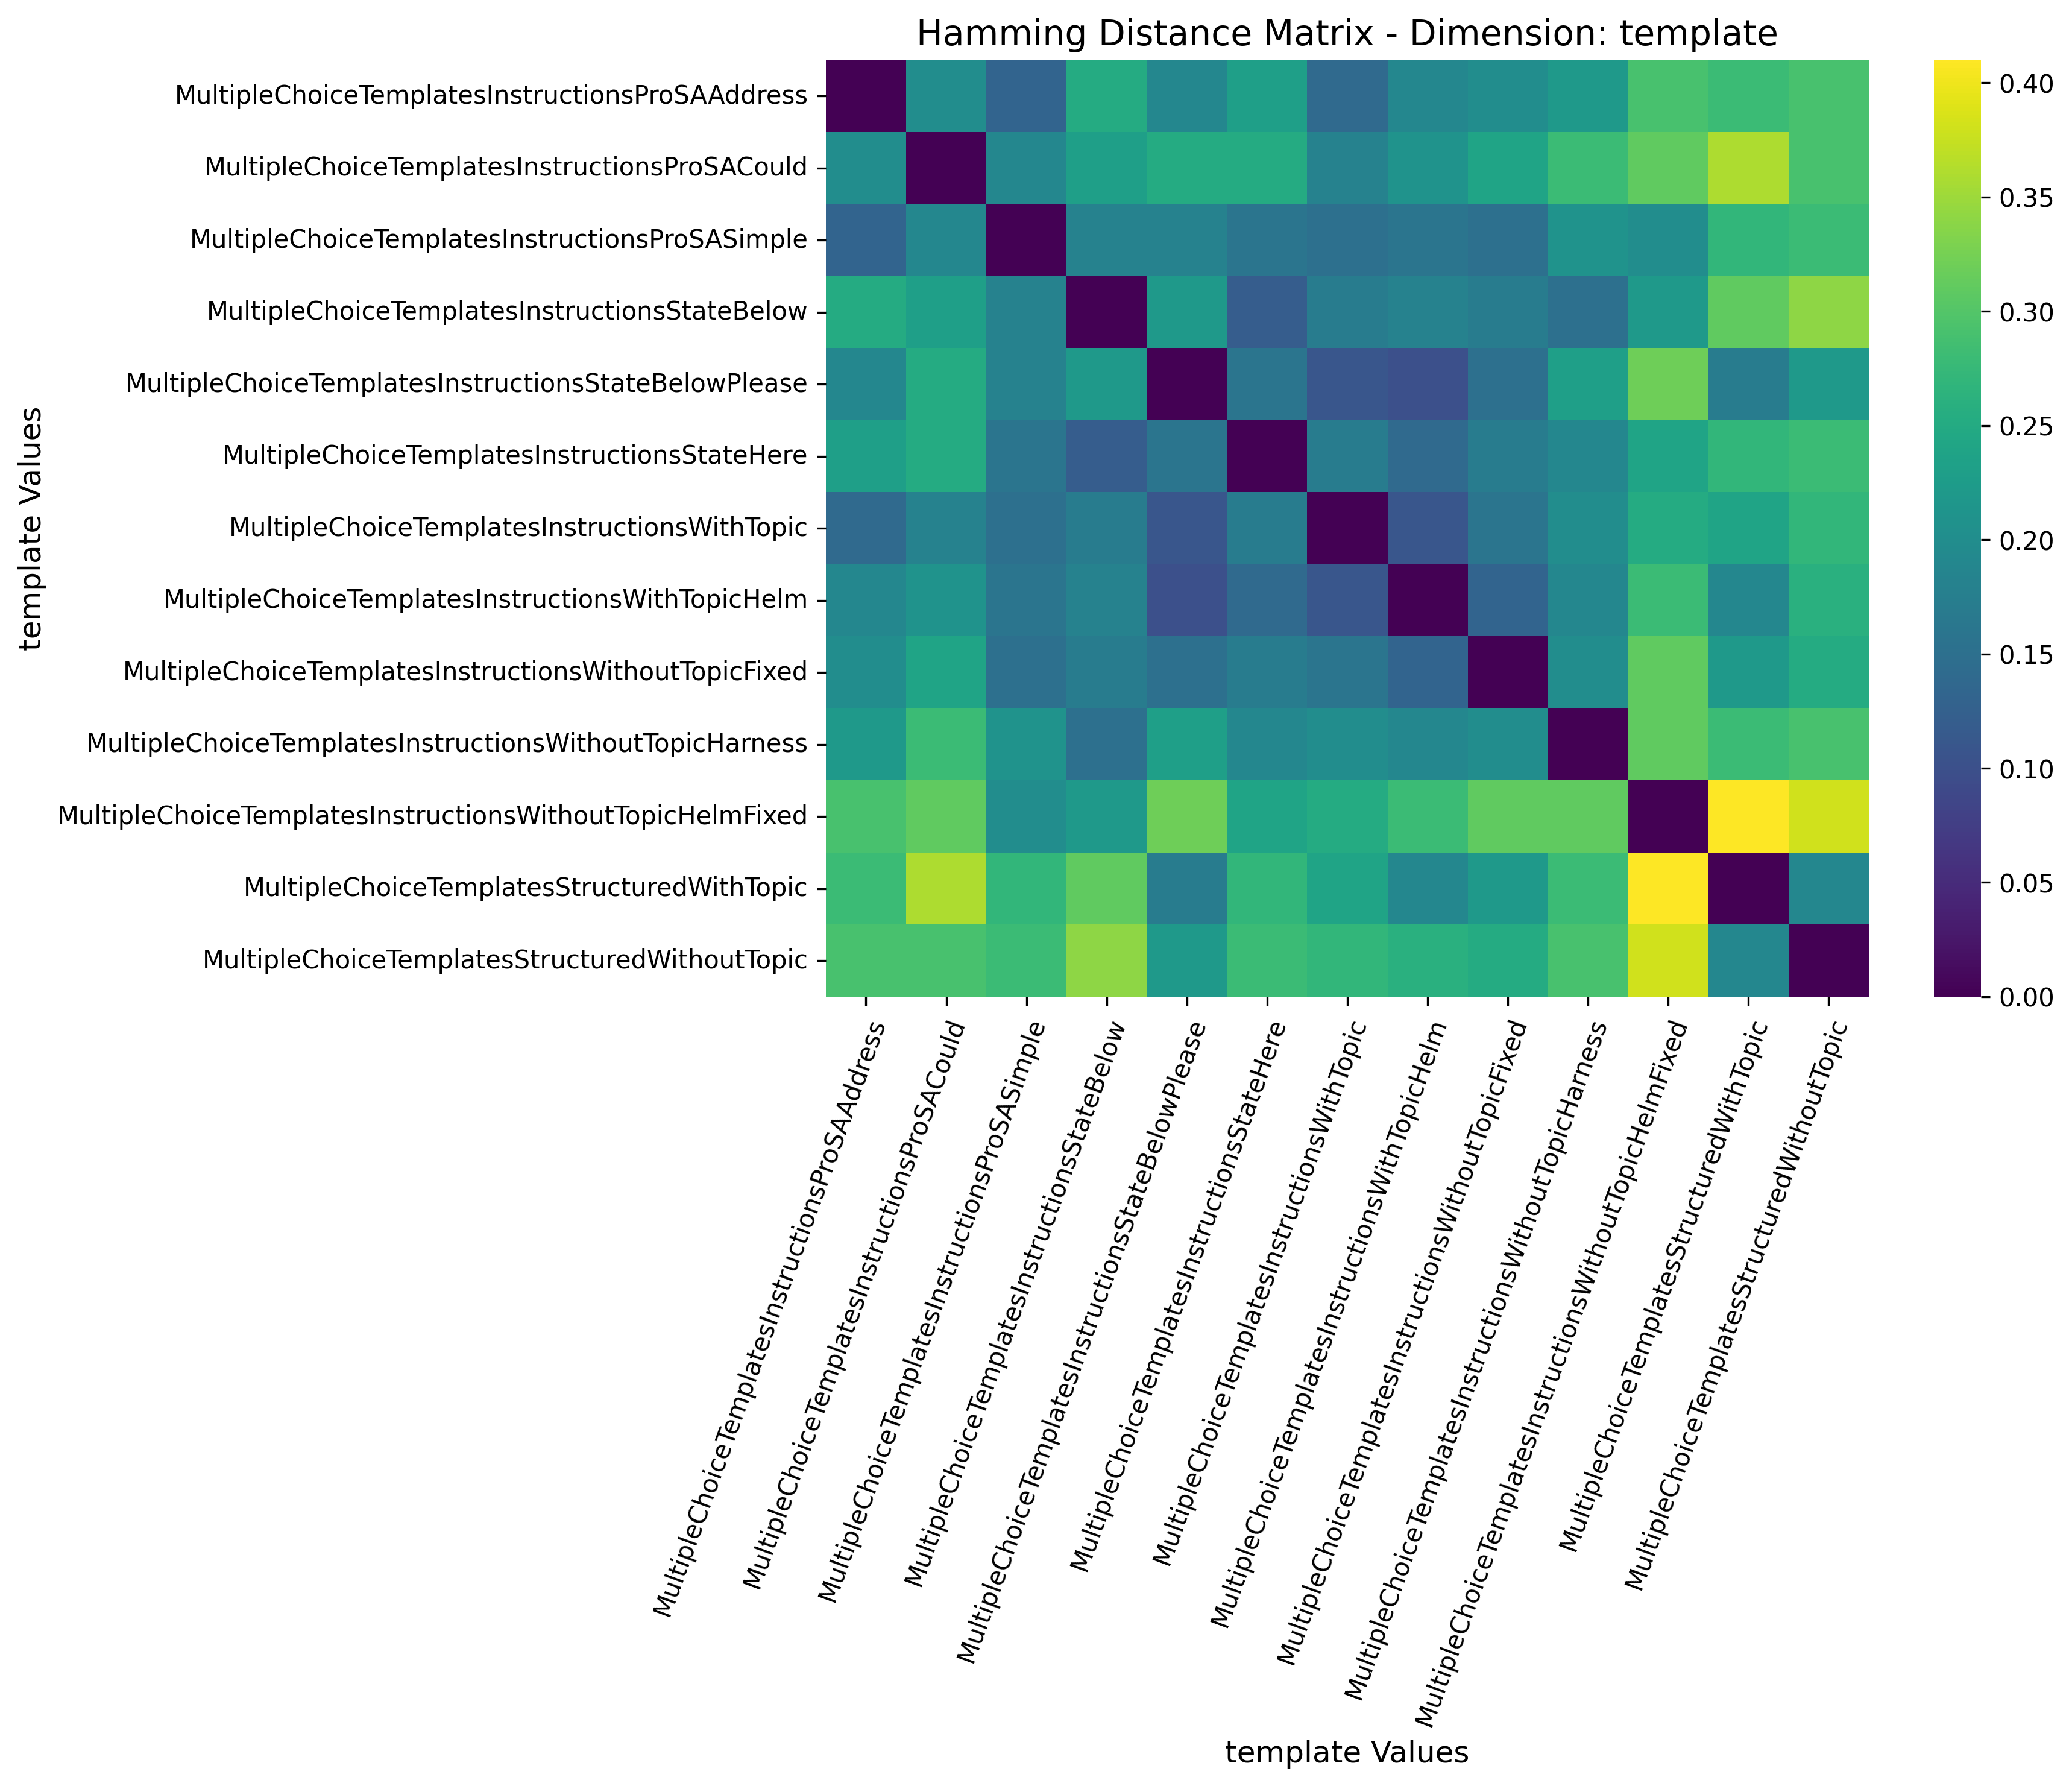 Hamming Distance Matrix - Dimension: template
template Values
MultipleChoiceTemplatesInstructionsProSAAddress
MultipleChoiceTemplatesInstructionsProSACould
MultipleChoiceTemplatesInstructionsProSASimple
MultipleChoiceTemplatesInstructionsStateBelow
MultipleChoiceTemplatesInstructionsStateBelowPlease
MultipleChoiceTemplatesInstructionsStateHere
MultipleChoiceTemplatesInstructionsWithTopic
MultipleChoiceTemplatesInstructionsWithTopicHelm
MultipleChoiceTemplatesInstructionsWithoutTopicFixed
MultipleChoiceTemplatesInstructionsWithoutTopicHarness
MultipleChoiceTemplatesInstructionsWithoutTopicHelmFixed
MultipleChoiceTemplatesStructuredWithTopic
MultipleChoiceTemplatesStructuredWithoutTopic
0.40
0.35
0.30
0.25
0.20
0.15
0.10
0.05
0.00
MultipleChoiceTemplatesInstructionsProSAAddress
MultipleChoiceTemplatesInstructionsProSACould
MultipleChoiceTemplatesInstructionsProSASimple
MultipleChoiceTemplatesInstructionsStateBelow
MultipleChoiceTemplatesInstructionsStateBelowPlease
MultipleChoiceTemplatesInstructionsStateHere
MultipleChoiceTemplatesInstructionsWithTopic
MultipleChoiceTemplatesInstructionsWithTopicHelm
MultipleChoiceTemplatesInstructionsWithoutTopicFixed
MultipleChoiceTemplatesInstructionsWithoutTopicHarness
MultipleChoiceTemplatesInstructionsWithoutTopicHelmFixed
MultipleChoiceTemplatesStructuredWithTopic
MultipleChoiceTemplatesStructuredWithoutTopic
template Values